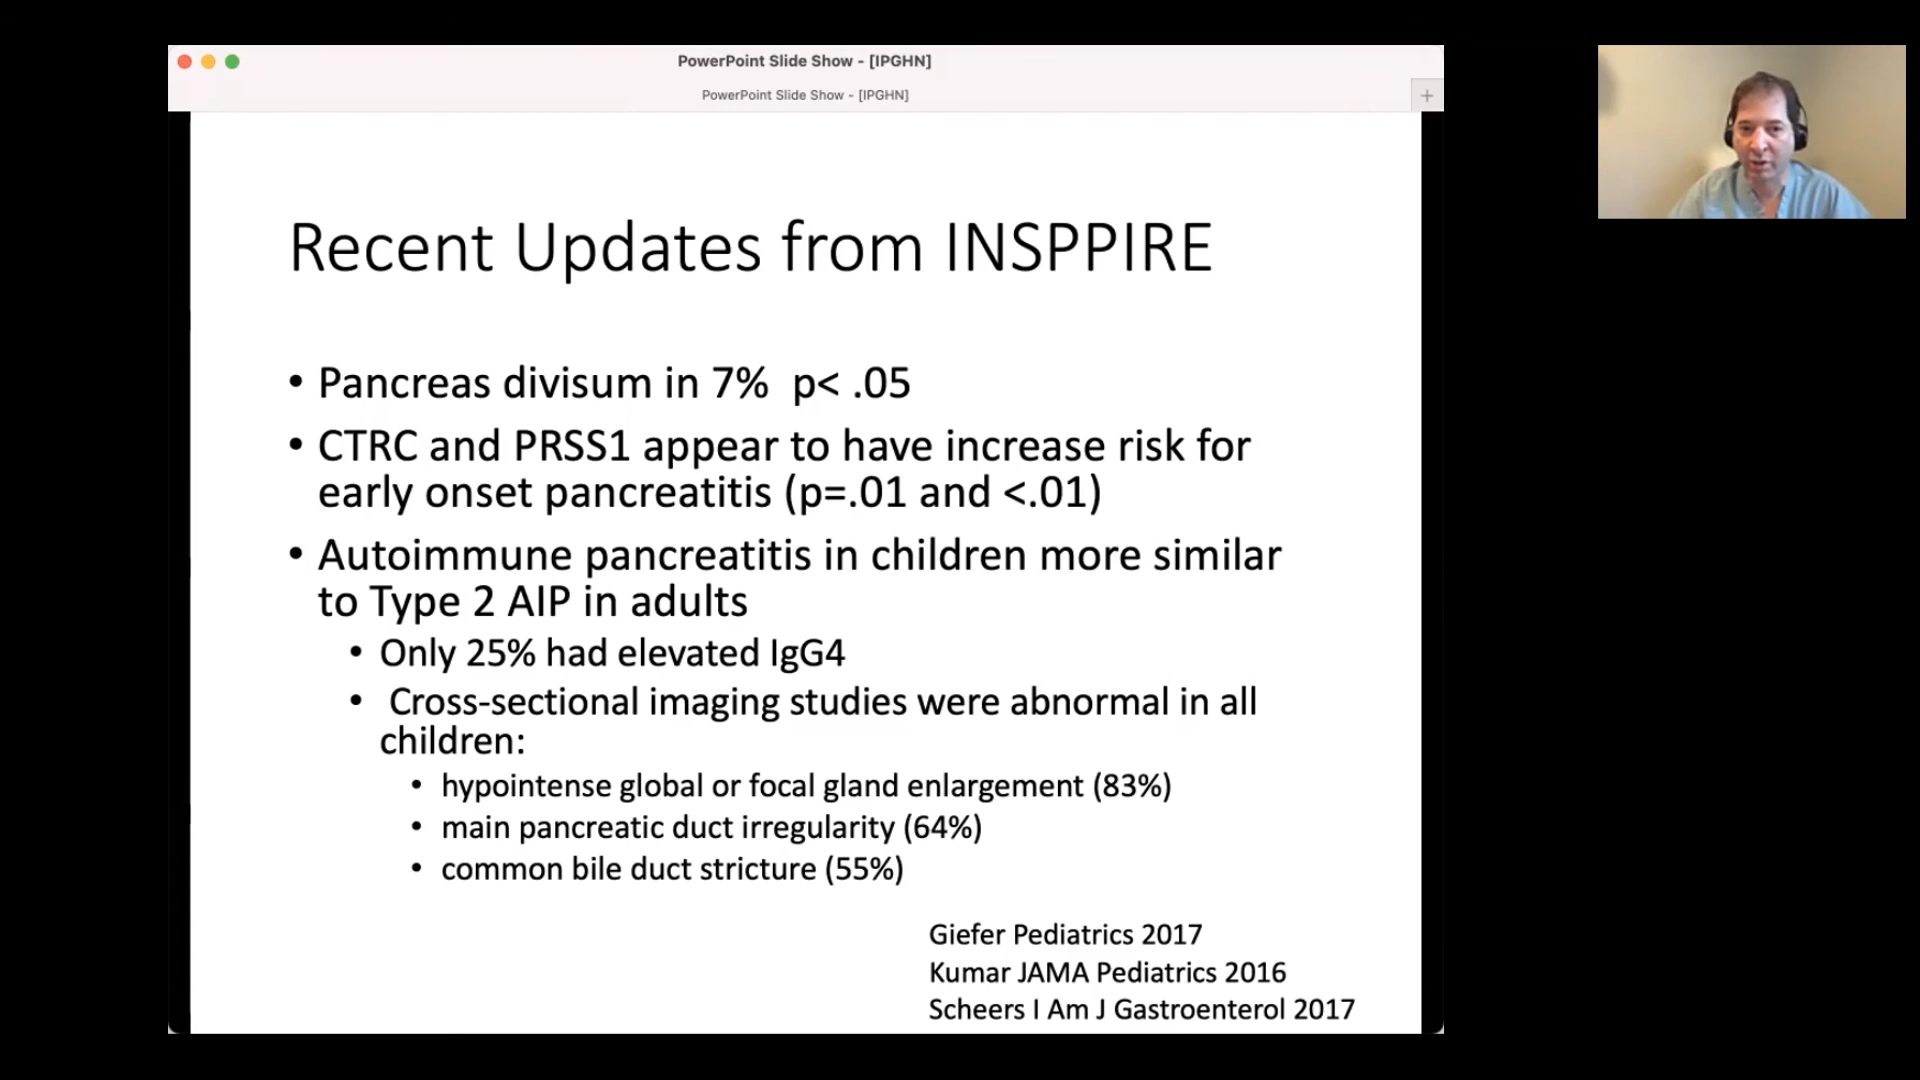 PowerPoint Slide Show - [IPGHN]
PowerPoint Slide Show - [IPGHN]
Recent Updates from INSPPIRE
• Pancreas divisum in 7%  p< .05
• CTRC and PRSS1 appear to have increase risk for
early onset pancreatitis (p=.01 and <.01)
• Autoimmune pancreatitis in children more similar
to Type 2 AIP in adults
• Only 25% had elevated IgG4
• Cross-sectional imaging studies were abnormal in all
children:
• hypointense global or focal gland enlargement (83%)
• main pancreatic duct irregularity (64%)
• common bile duct stricture (55%)
Giefer Pediatrics 2017
Kumar JAMA Pediatrics 2016
Scheers I Am J Gastroenterol 2017